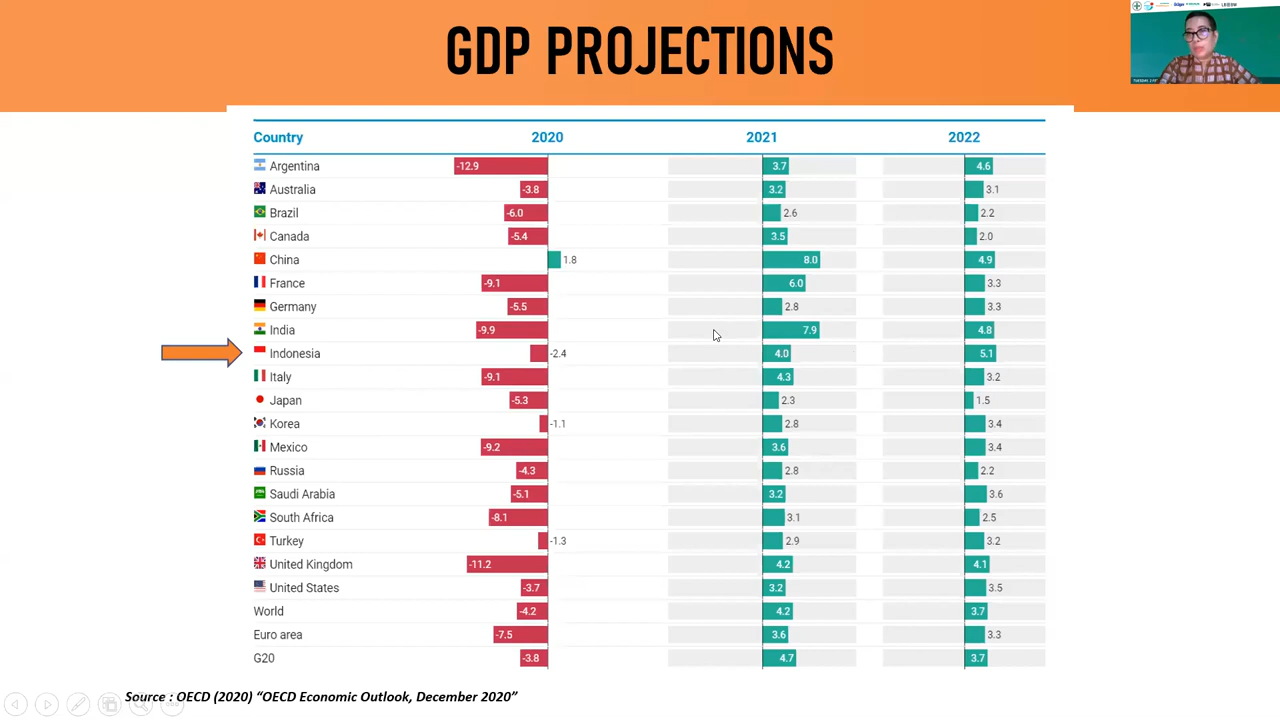 GDP PROJECTIONS
Country 2020 2021 2022
Argentina -12.9 3.7 4.6
Australia -3.8 3.2 3.1
Brazil -6.0 2.6 2.2
Canada -5.4 3.5 2.0
China 1.8 8.0 4.9
France -9.1 6.0 3.3
Germany -5.5 2.8 3.3
India -9.9 7.9 4.8
Indonesia -2.4 4.0 5.1
Italy -9.1 4.3 3.2
Japan -5.3 2.3 1.5
Korea -1.1 2.8 3.4
Mexico -9.2 3.6 3.4
Russia -4.3 2.8 2.2
Saudi Arabia -5.1 3.2 3.6
South Africa -8.1 3.1 2.5
Turkey -1.3 2.9 3.2
United Kingdom -11.2 4.2 4.1
United States -3.7 3.2 3.5
World -4.2 4.2 3.7
Euro area -7.5 3.6 3.3
G20 -3.8 4.7 3.7
Source : OECD (2020) “OECD Economic Outlook, December 2020”